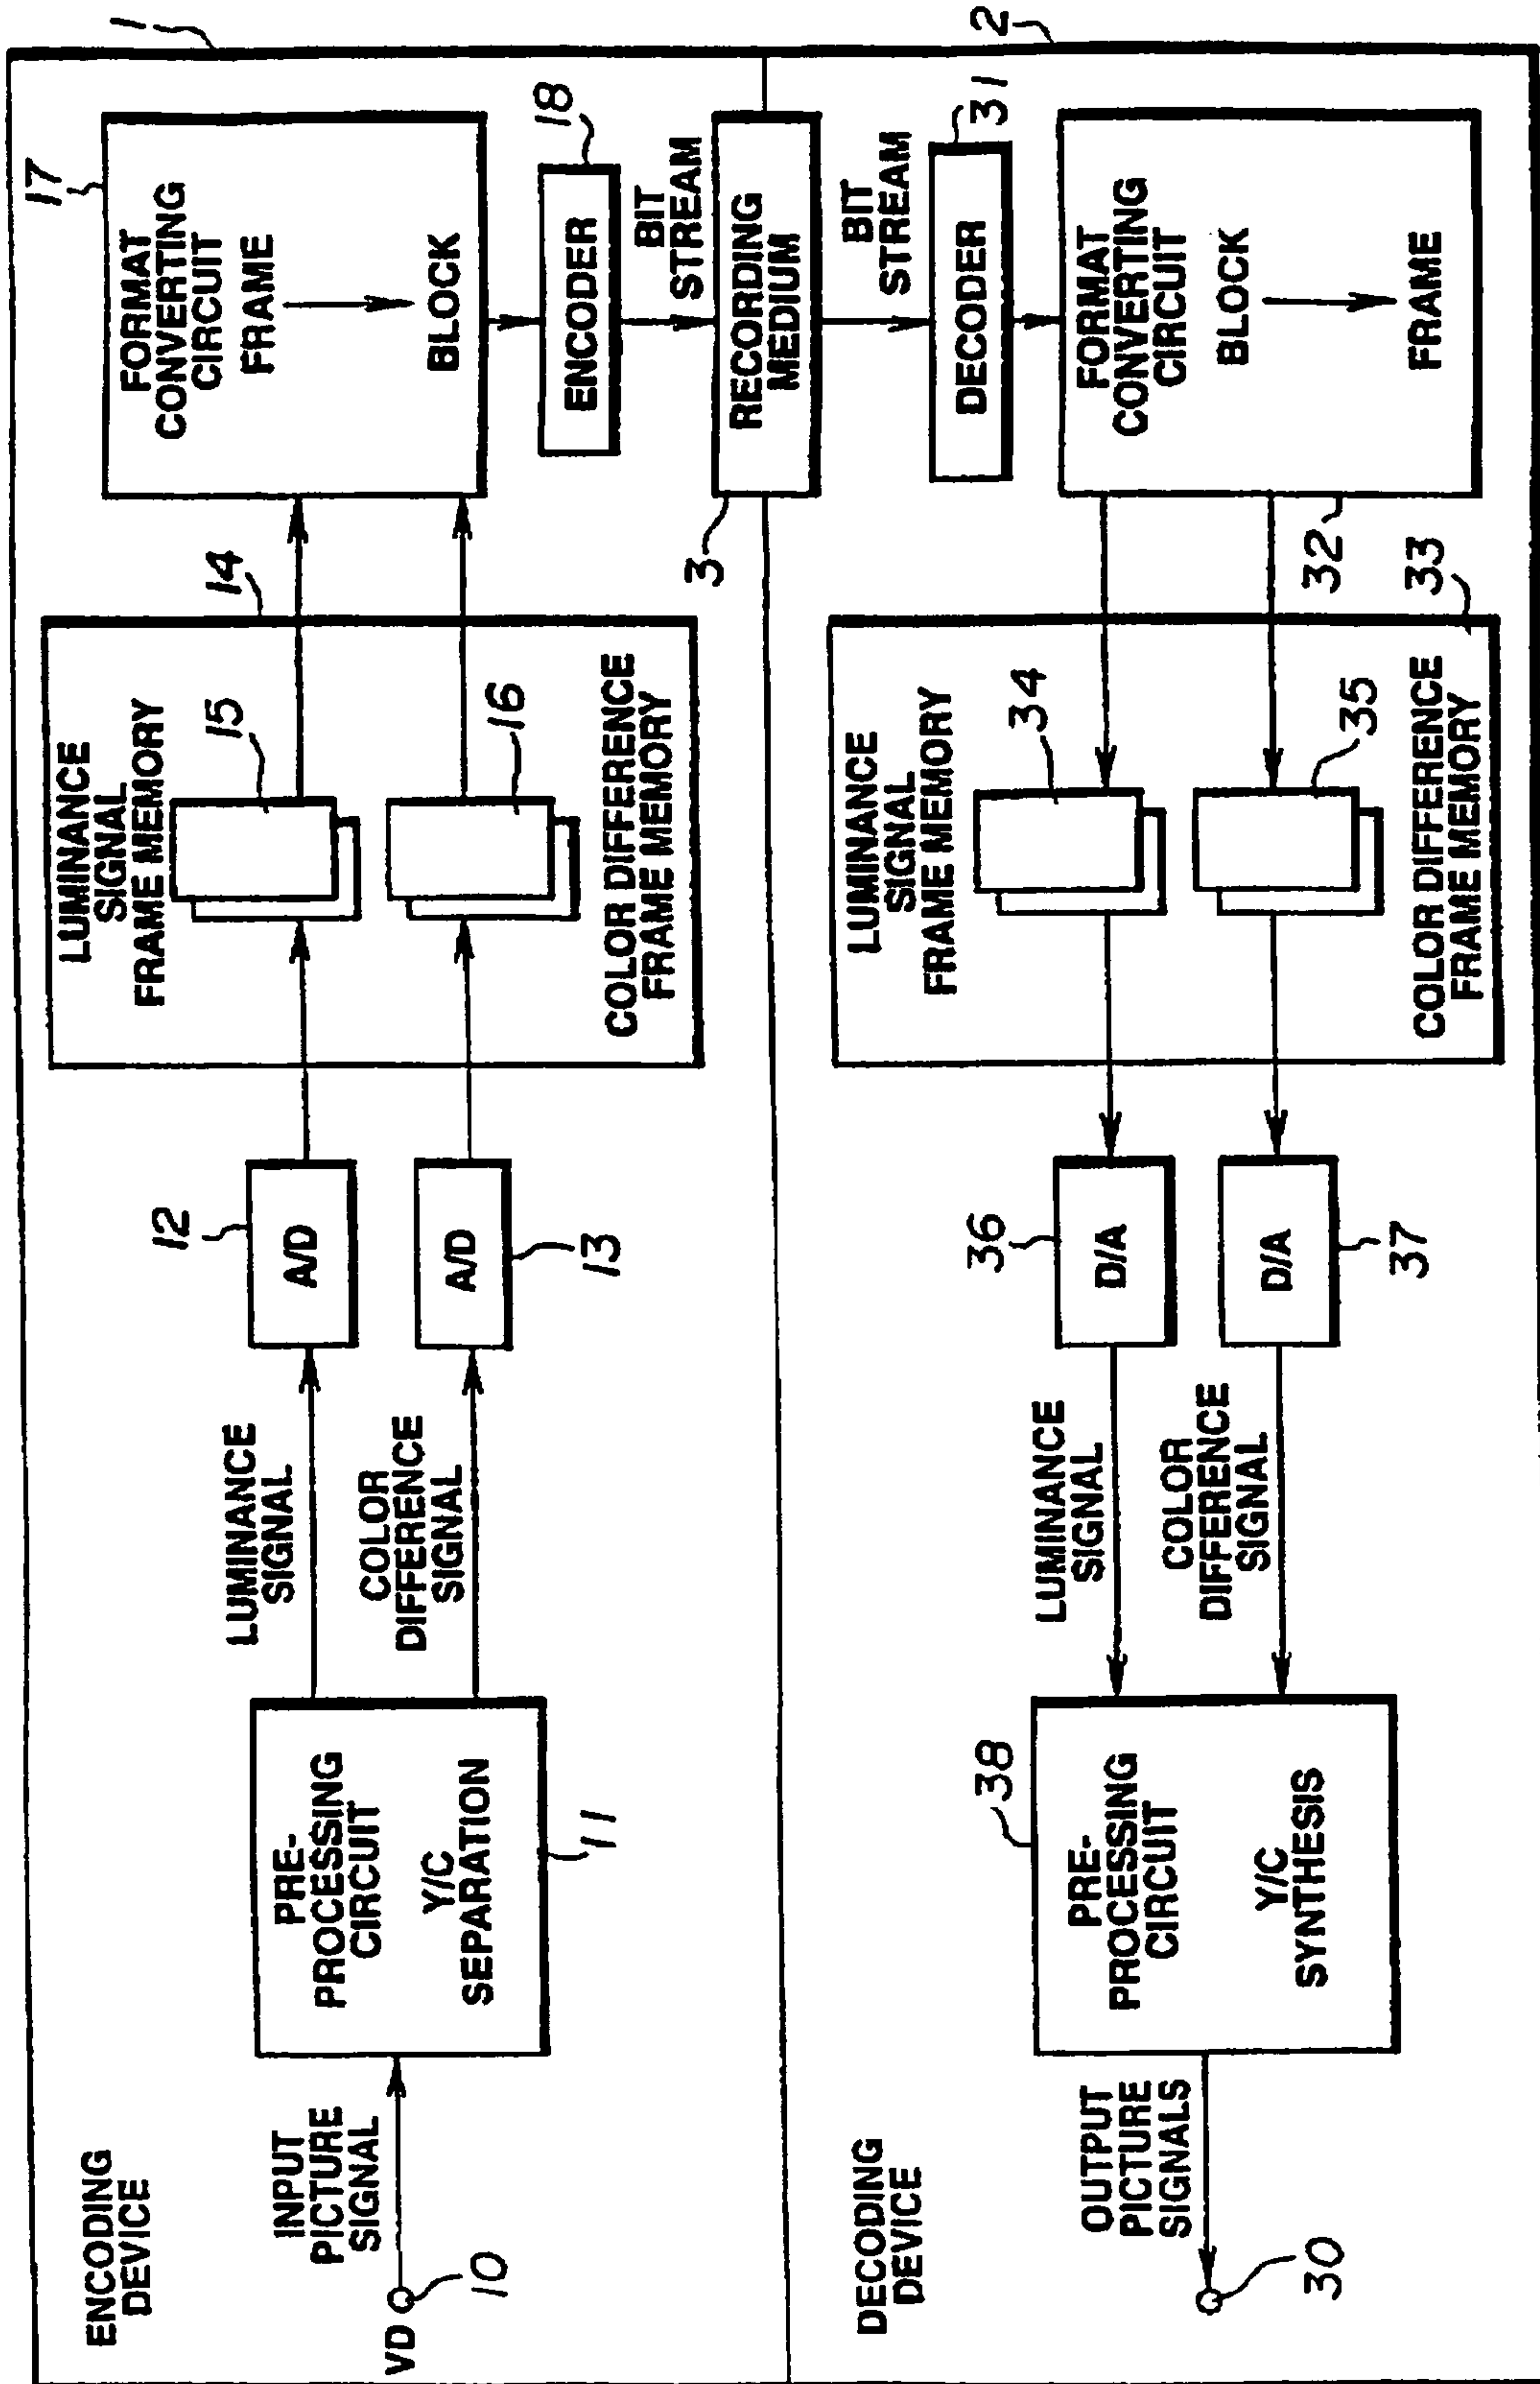 ENCODING
DEVICE
VD
10
INPUT
PICTURE
SIGNAL
PRE-
PROCESSING
CIRCUIT
Y/C
SEPARATION
11
LUMINANCE
SIGNAL
COLOR
DIFFERENCE
SIGNAL
12
A/D
A/D
13
LUMINANCE
SIGNAL
FRAME MEMORY
14
15
16
COLOR DIFFERENCE
FRAME MEMORY
17
FORMAT
CONVERTING
CIRCUIT
FRAME
BLOCK
1
18
ENCODER
BIT
STREAM
RECORDING
MEDIUM
3
BIT
STREAM
DECODER
31
2
DECODING
DEVICE
30
OUTPUT
PICTURE
SIGNALS
38
PRE-
PROCESSING
CIRCUIT
Y/C
SYNTHESIS
LUMINANCE
SIGNAL
COLOR
DIFFERENCE
SIGNAL
36
D/A
D/A
37
LUMINANCE
SIGNAL
FRAME MEMORY
34
35
COLOR DIFFERENCE
FRAME MEMORY
33
32
FORMAT
CONVERTING
CIRCUIT
BLOCK
FRAME